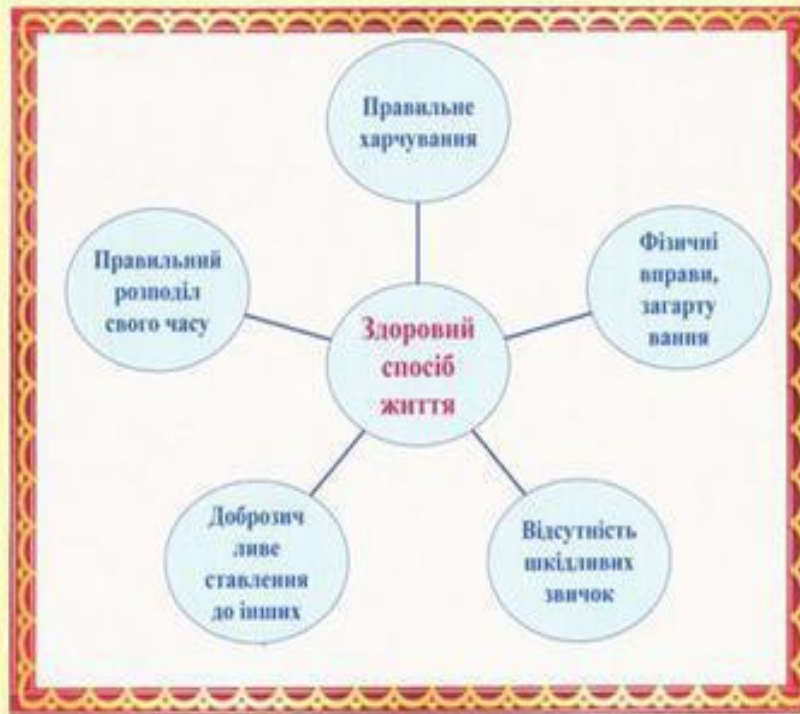 Правильне
харчування
Фізичні
вправи,
загарту
вання
Відсутність
шкідливих
звичок
Доброзич
ливе
ставлення
до інших
Правильний
розподіл
свого часу
Здоровий
спосіб
життя